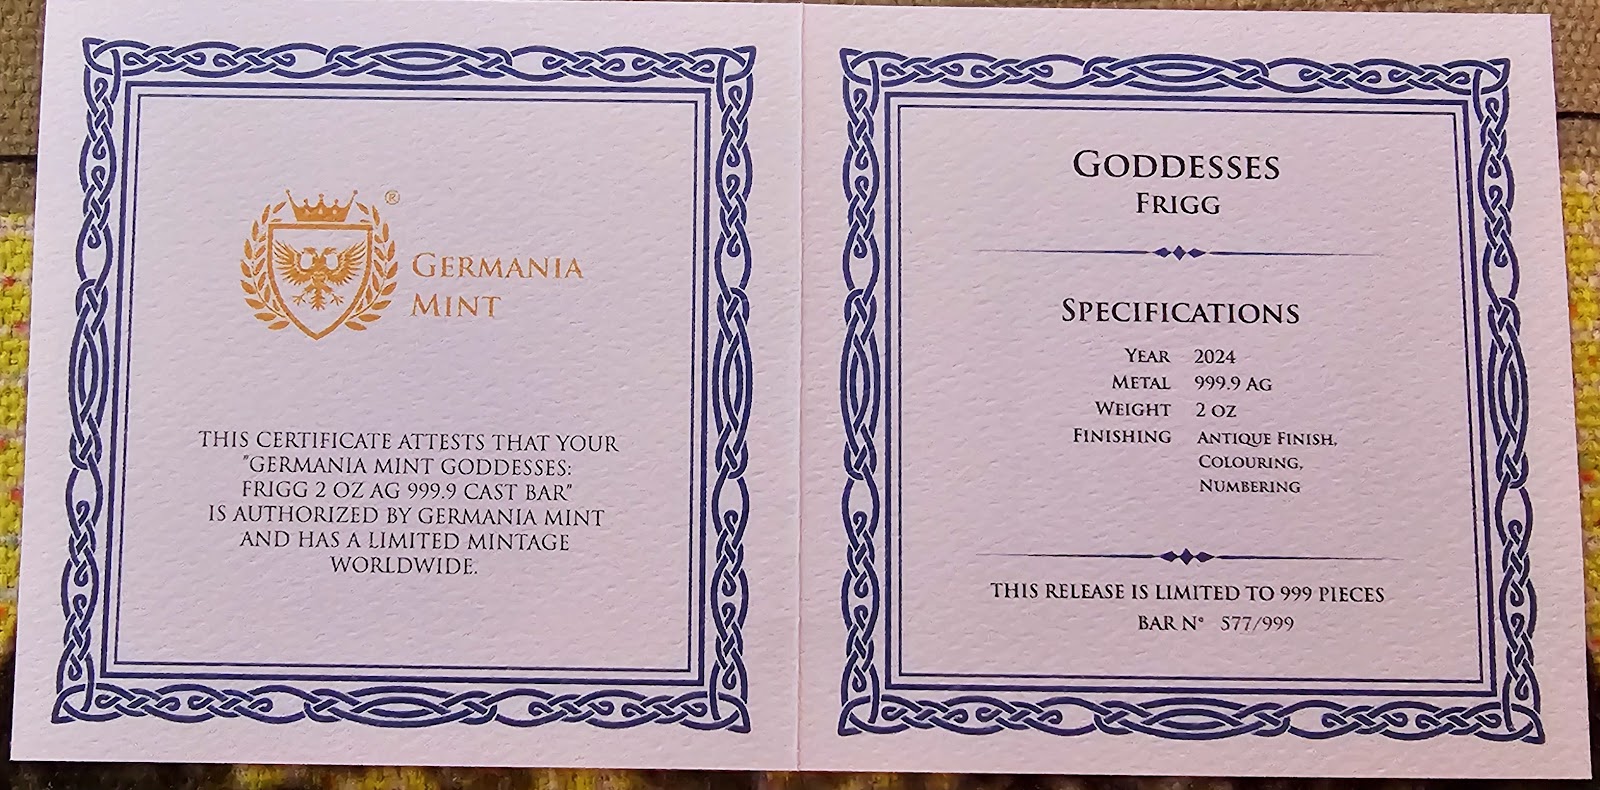 GERMANIA
MINT
®
THIS CERTIFICATE ATTESTS THAT YOUR
"GERMANIA MINT GODDESSES:
FRIGG 2 OZ AG 999.9 CAST BAR"
IS AUTHORIZED BY GERMANIA MINT
AND HAS A LIMITED MINTAGE
WORLDWIDE.
GODDESSES
FRIGG
SPECIFICATIONS
YEAR 2024
METAL 999.9 AG
WEIGHT 2 OZ
FINISHING ANTIQUE FINISH,
COLOURING,
NUMBERING
THIS RELEASE IS LIMITED TO 999 PIECES
BAR N° 577/999